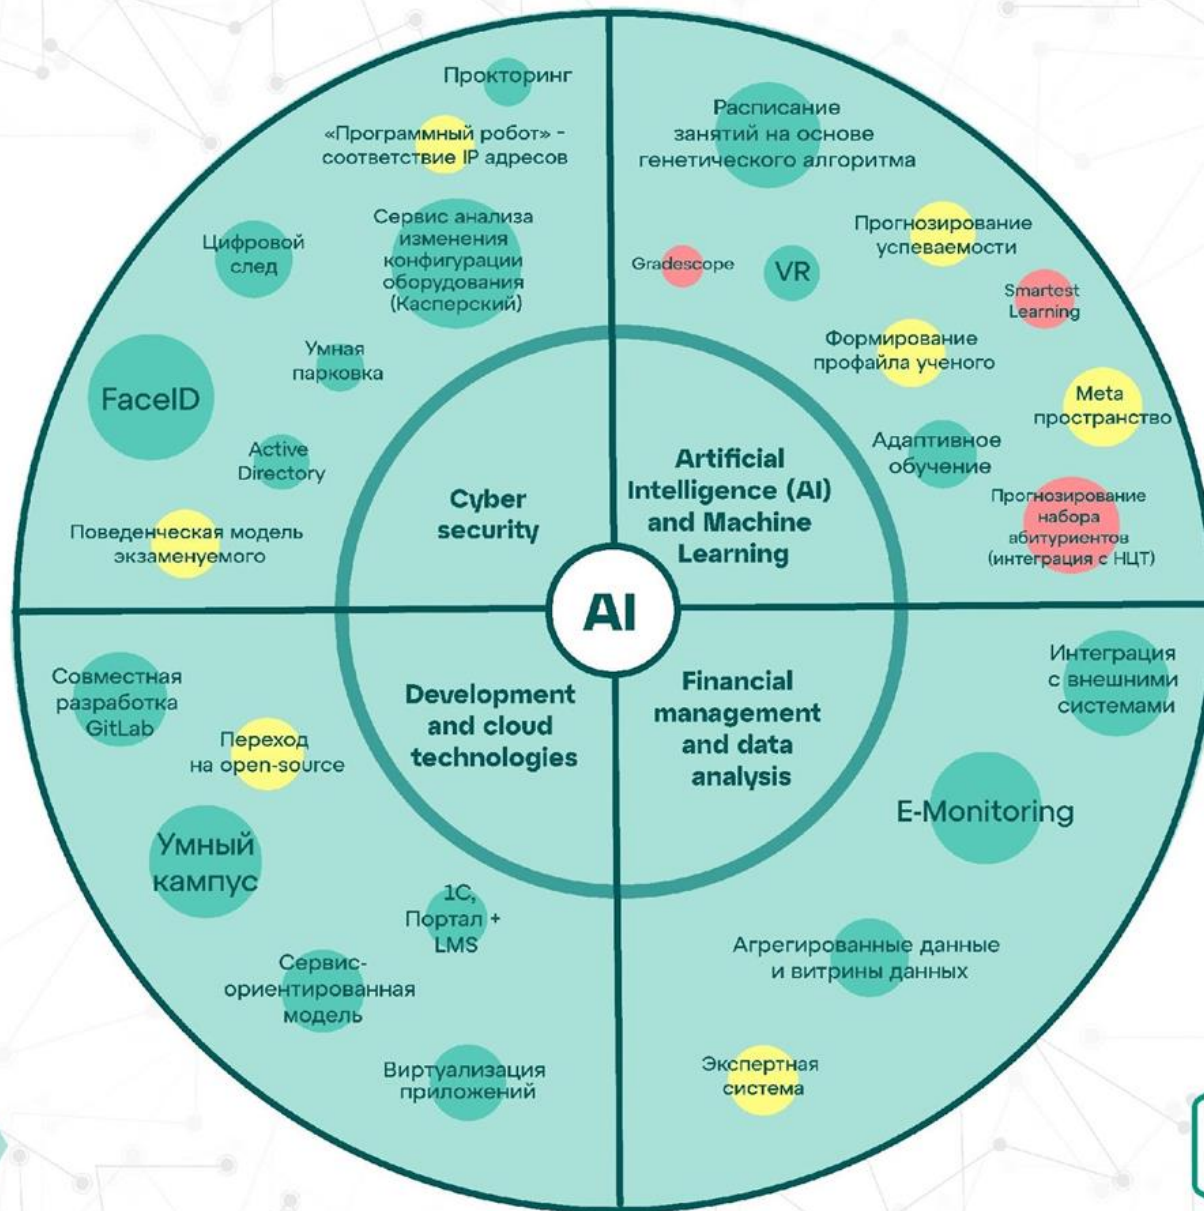 Прокторинг
«Программный робот» -
соответствие IP адресов
Сервис анализа
изменения
конфигурации
оборудования
(Касперский)
Цифровой
след
Умная
парковка
FaceID
Active
Directory
Поведенческая модель
экзаменуемого
Cyber
security
Расписание
занятий на основе
генетического алгоритма
Прогнозирование
успеваемости
Gradescope
VR
Smartest
Learning
Формирование
профайла ученого
Meta
пространство
Адаптивное
обучение
Прогнозирование
набора
абитуриентов
(интеграция с НЦТ)
Artificial
Intelligence (AI)
and Machine
Learning
AI
Development
and cloud
technologies
Совместная
разработка
GitLab
Переход
на open-source
Умный
кампус
1С,
Портал +
LMS
Сервис-
ориентированная
модель
Виртуализация
приложений
Financial
management
and data
analysis
Интеграция
с внешними
системами
E-Monitoring
Агрегированные данные
и витрины данных
Экспертная
система